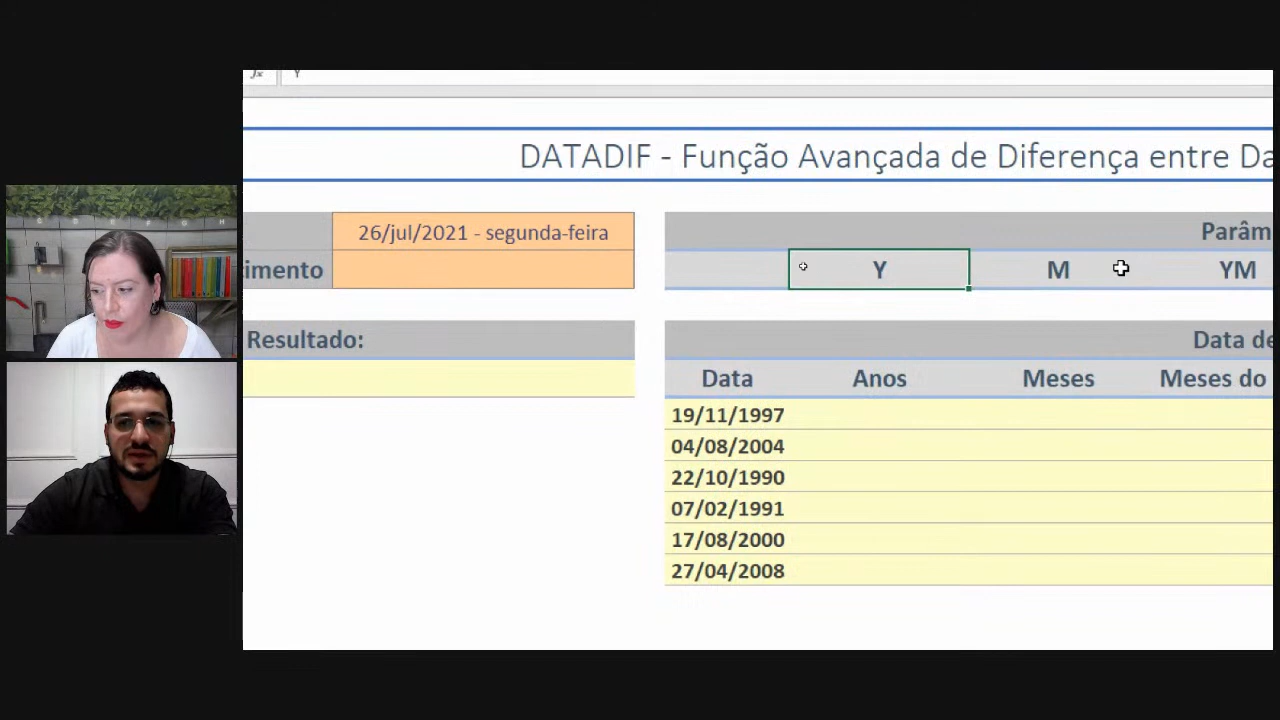 fx Y
DATADIF - Função Avançada de Diferença entre Da
26/jul/2021 - segunda-feira
cimento
Resultado:
Parâm
Y M YM
Data de
Data Anos Meses Meses do
19/11/1997
04/08/2004
22/10/1990
07/02/1991
17/08/2000
27/04/2008